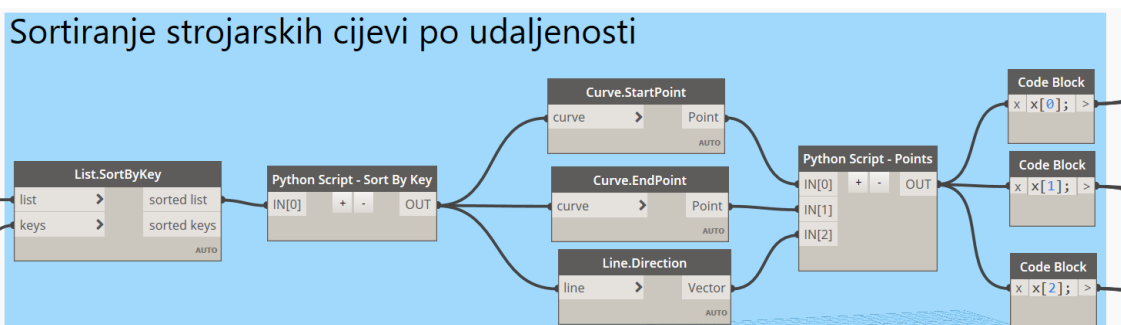 Sortiranje strojarskih cijevi po udaljenosti
List.SortByKey
list > sorted list
keys > sorted keys
AUTO
Python Script - Sort By Key
IN[0] + - OUT
Curve.StartPoint
curve > Point
AUTO
Curve.EndPoint
curve > Point
AUTO
Line.Direction
line > Vector
AUTO
Python Script - Points
IN[0] + - OUT
IN[1]
IN[2]
Code Block
x x[0]; >
Code Block
x x[1]; >
Code Block
x x[2]; >